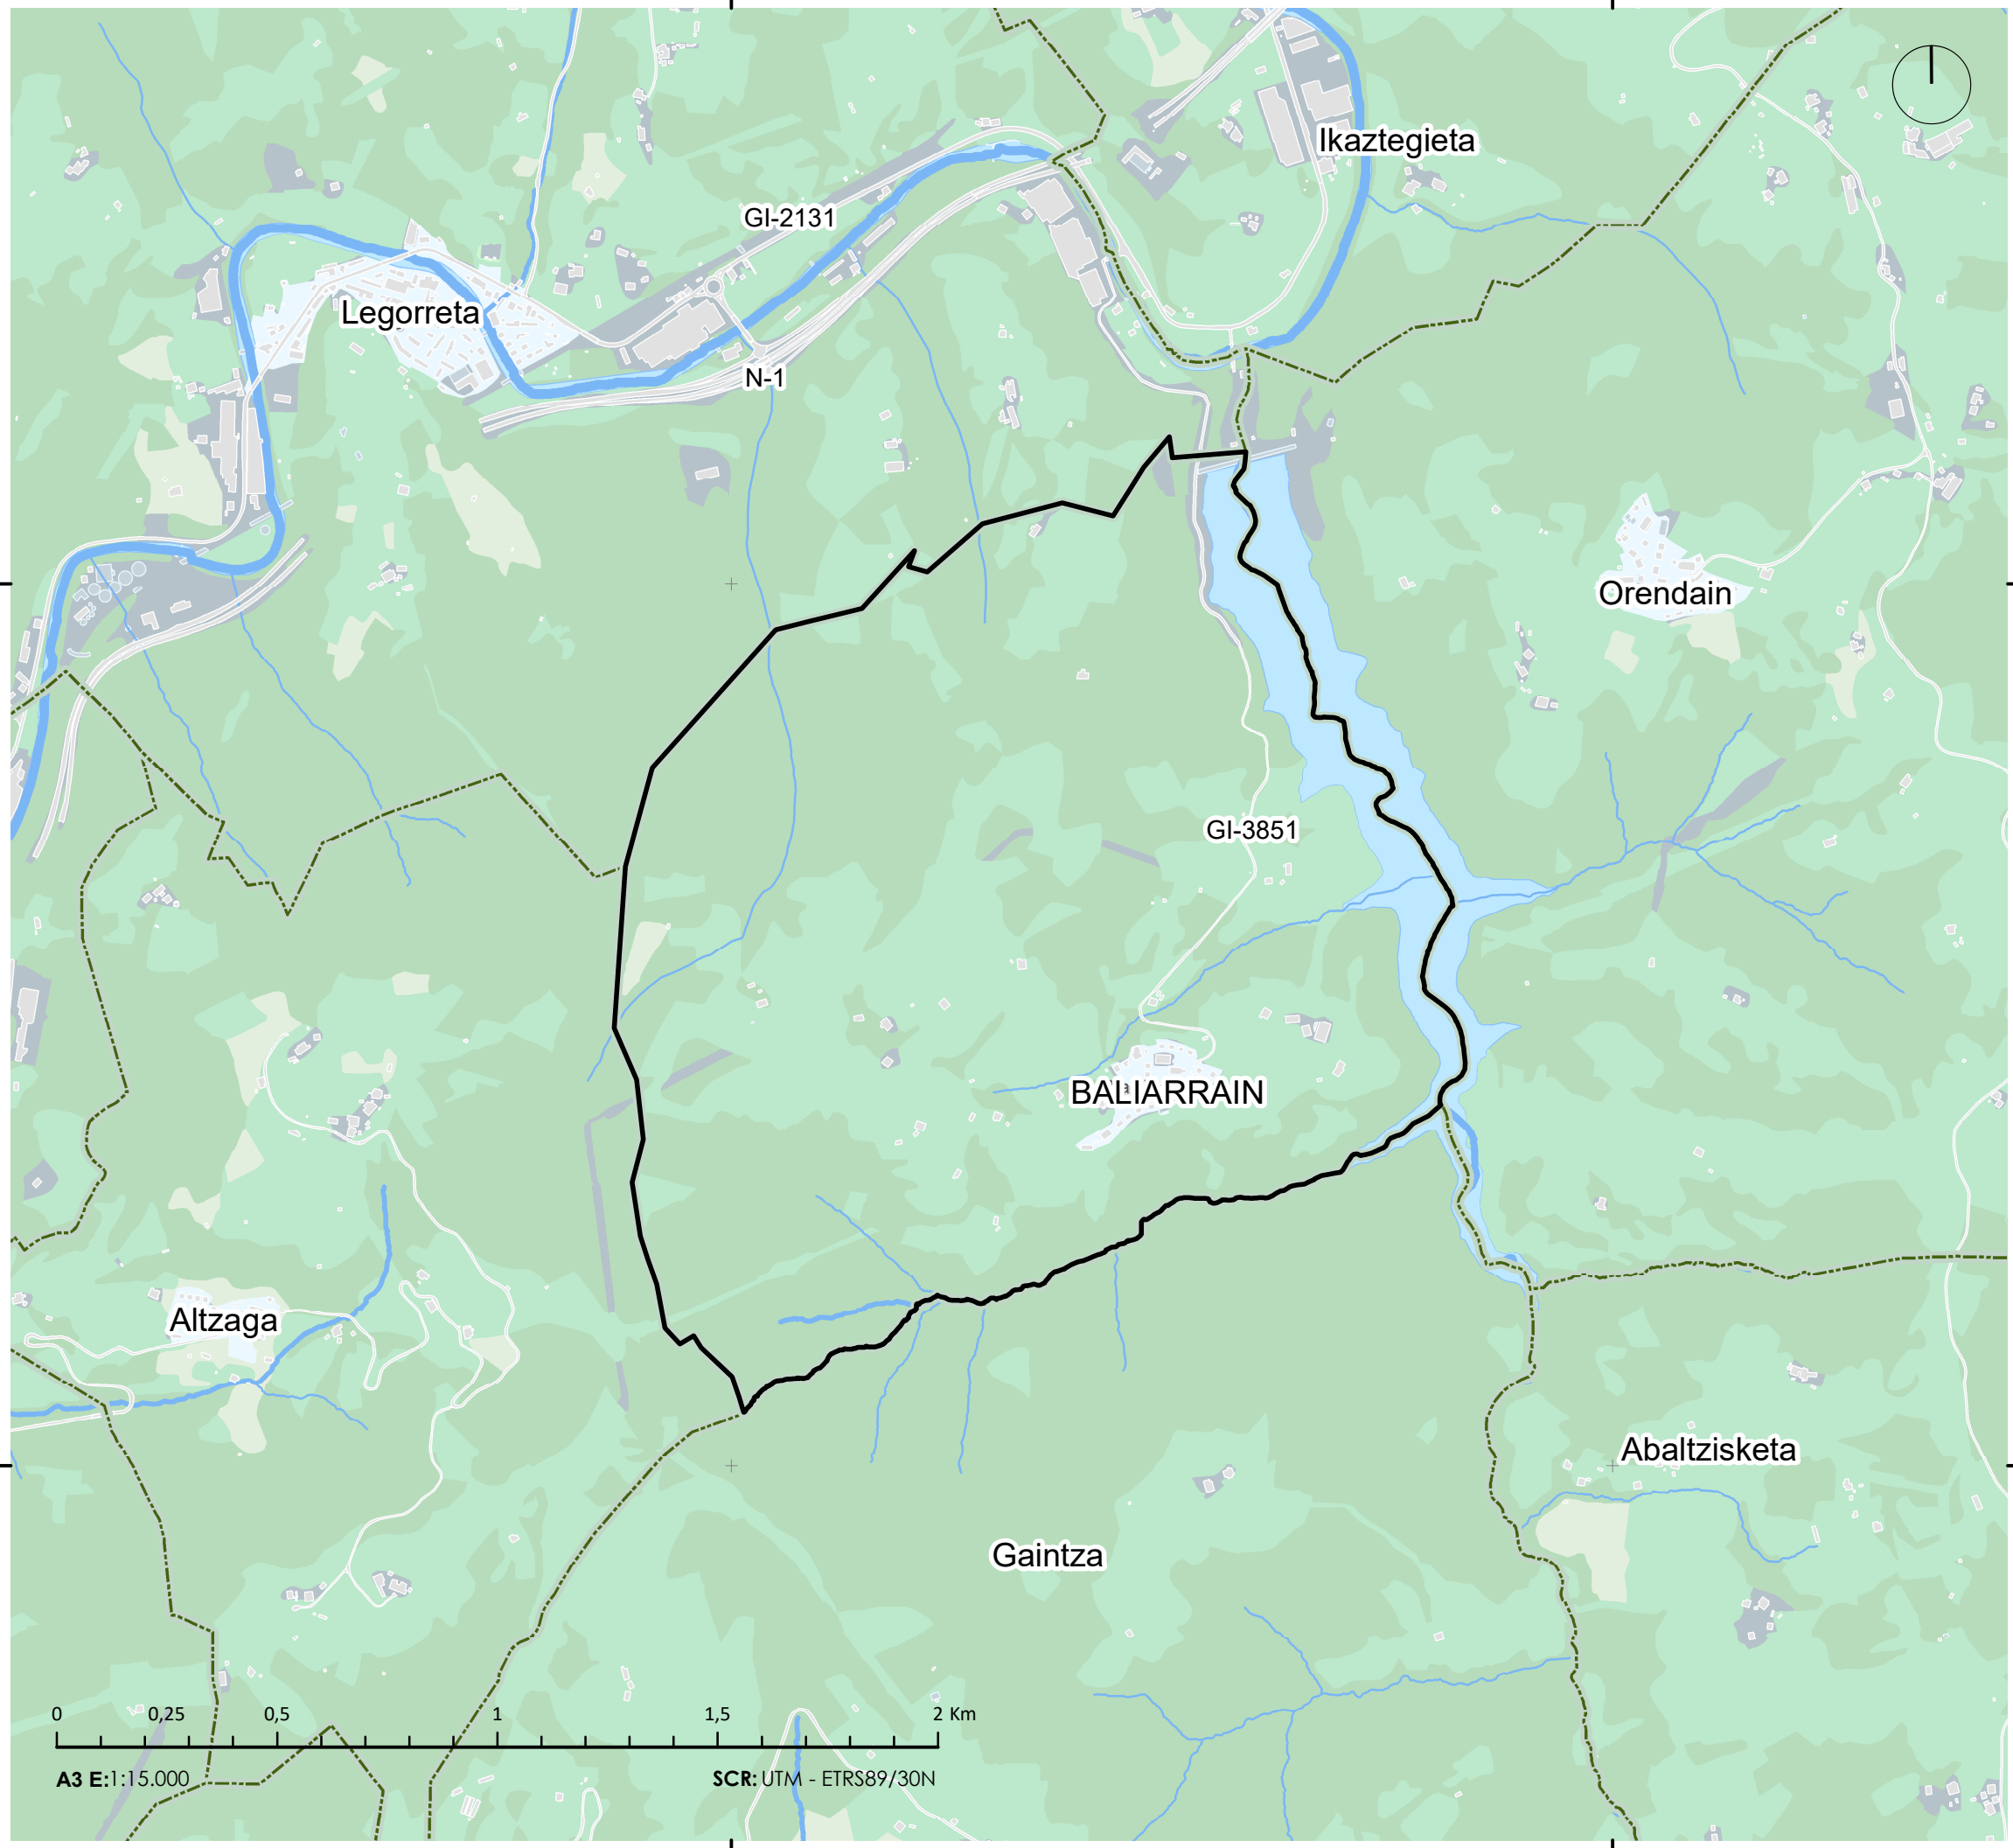 Ikaztegieta
GI-2131
Legorreta
N-1
Orendain
GI-3851
BALIARRAIN
Altzaga
Abaltzisketa
Gaintza
0 0,25 0,5 1 1,5 2 Km
A3 E:1:15.000 SCR: UTM - ETRS89/30N